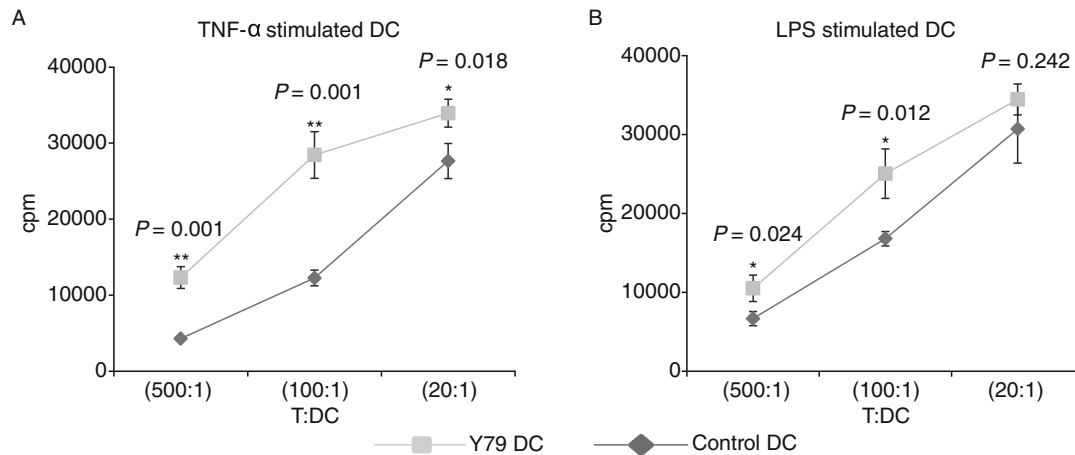 A
TNF-α stimulated DC
40000
30000
20000
10000
0
cpm
P = 0.001
**
P = 0.001
**
P = 0.018
*
(500:1)
(100:1)
(20:1)
T:DC
B
LPS stimulated DC
40000
30000
20000
10000
0
cpm
P = 0.024
*
P = 0.012
*
P = 0.242
(500:1)
(100:1)
(20:1)
T:DC
Y79 DC
Control DC